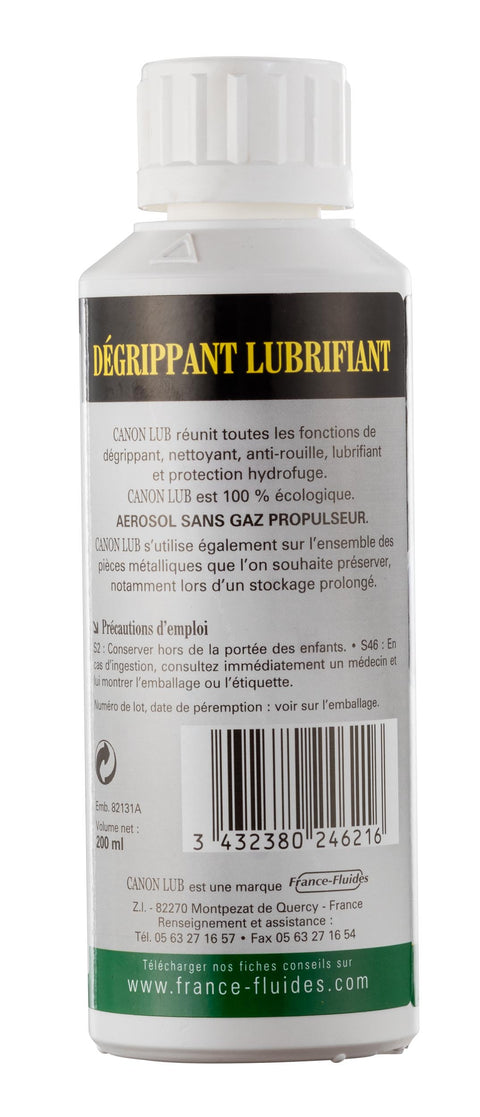 DÉGRIPPANT LUBRIFIANT
CANON LUB réunit toutes les fonctions de
dégrippant, nettoyant, anti-rouille, lubrifiant
et protection hydrofuge.
CANON LUB est 100 % écologique.
AEROSOL SANS GAZ PROPULSEUR.
CANON LUB s'utilise également sur l'ensemble des
pièces métalliques que l'on souhaite préserver,
notamment lors d'un stockage prolongé.
Précautions d'emploi
S2 : Conserver hors de la portée des enfants. • S46 : En
cas d'ingestion, consultez immédiatement un médecin et
lui montrer l'emballage ou l'étiquette.
Numéro de lot, date de péremption : voir sur l'emballage.
Emb. 82131A
Volume net :
200 ml
3 432380 246216
CANON LUB est une marque France-Fluides
Z.I. - 82270 Montpezat de Quercy - France
Renseignement et assistance :
Tél. 05 63 27 16 57 • Fax 05 63 27 16 54
Télécharger nos fiches conseils sur
www.france-fluides.com